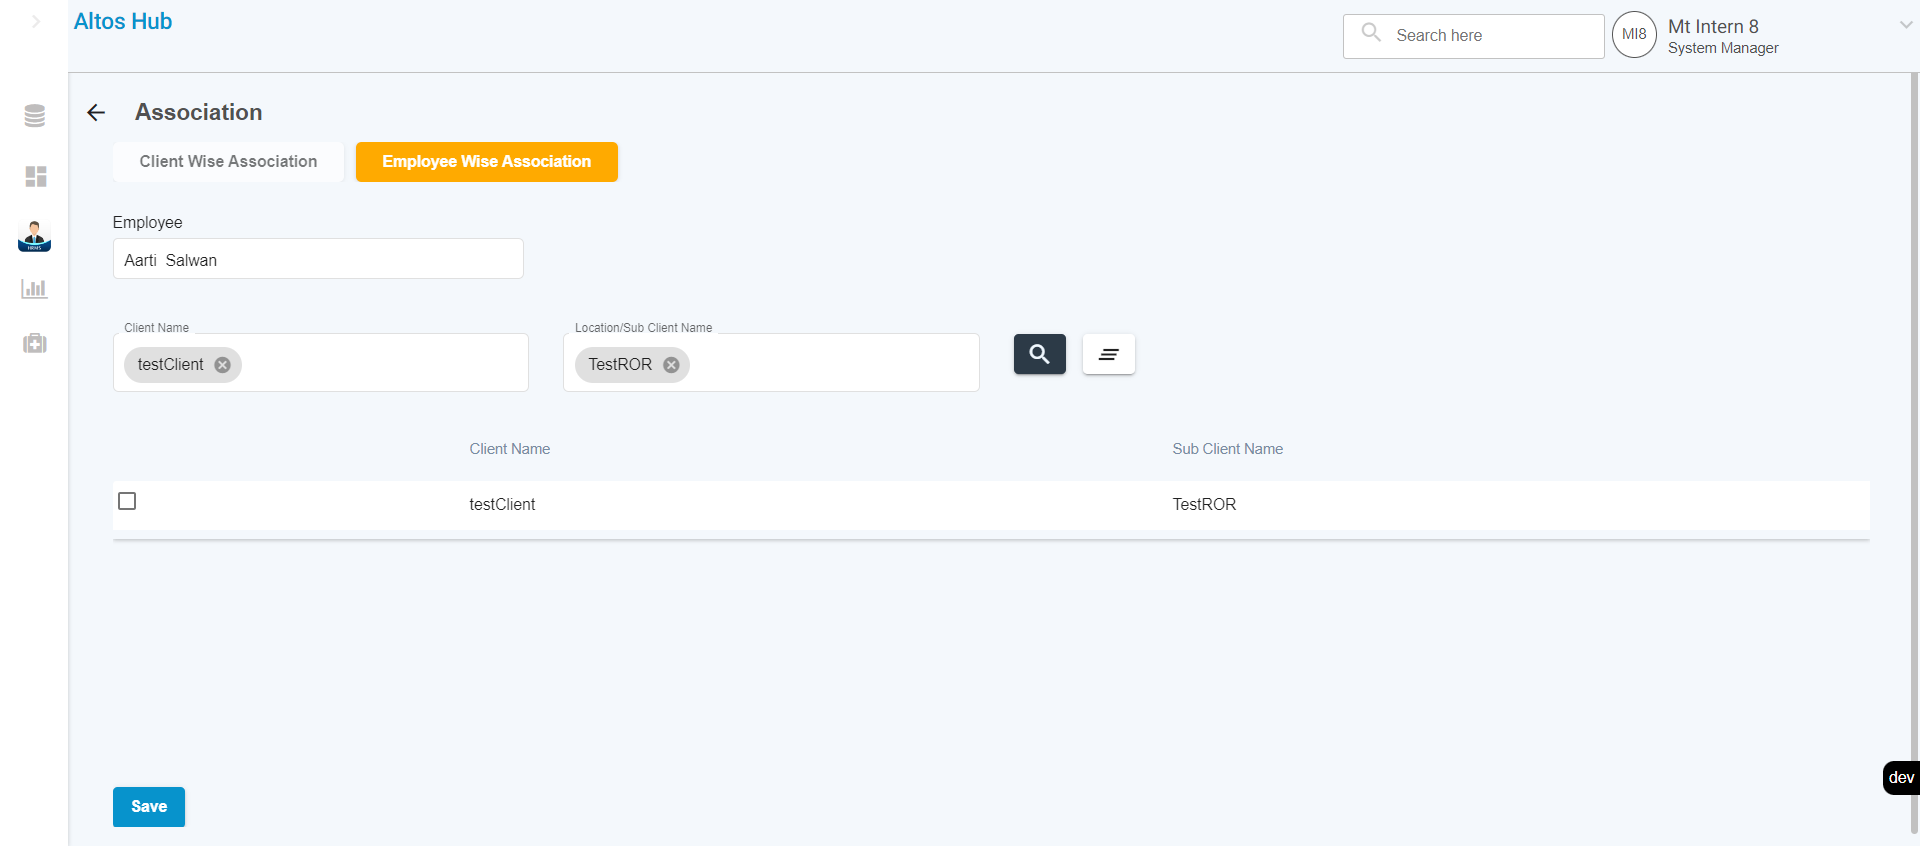 Altos Hub
Search here
MI8
Mt Intern 8
System Manager
Association
Client Wise Association
Employee Wise Association
Employee
Aarti  Salwan
Client Name
testClient
Location/Sub Client Name
TestROR
Client Name
Sub Client Name
testClient
TestROR
dev
Save
HRMS